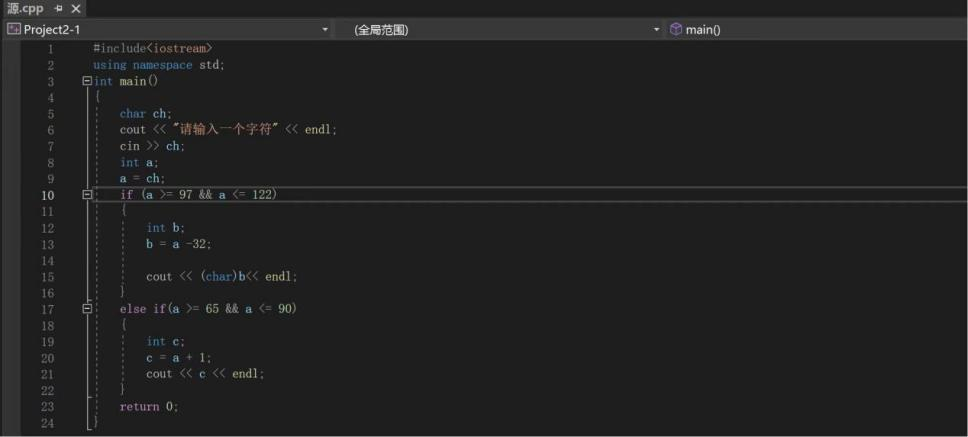 源.cpp
Project2-1 (全局范围) main()
1 #include<iostream>
2 using namespace std;
3 int main()
4 {
5 char ch;
6 cout << "请输入一个字符" << endl;
7 cin >> ch;
8 int a;
9 a = ch;
10 if (a >= 97 && a <= 122)
11 {
12 int b;
13 b = a -32;
14
15 cout << (char)b<< endl;
16 }
17 else if(a >= 65 && a <= 90)
18 {
19 int c;
20 c = a + 1;
21 cout << c << endl;
22 }
23 return 0;
24 }